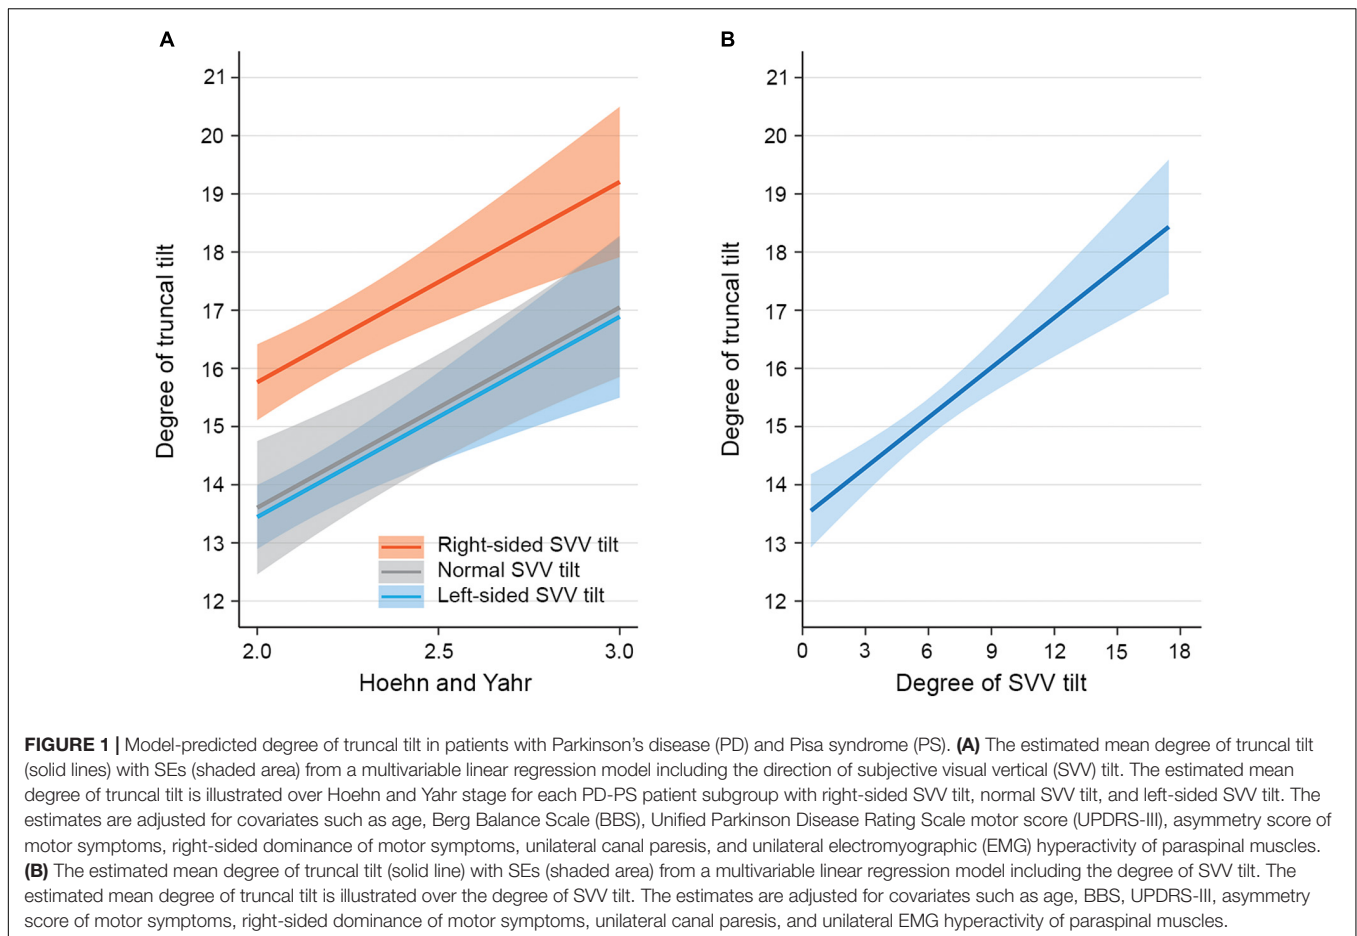 A
B
21
20
19
18
17
16
15
14
13
12
Degree of truncal tilt
Right-sided SVV tilt
Normal SVV tilt
Left-sided SVV tilt
2.0 2.5 3.0
Hoehn and Yahr
21
20
19
18
17
16
15
14
13
12
Degree of truncal tilt
0 3 6 9 12 15 18
Degree of SVV tilt
FIGURE 1 | Model-predicted degree of truncal tilt in patients with Parkinson's disease (PD) and Pisa syndrome (PS). (A) The estimated mean degree of truncal tilt
(solid lines) with SEs (shaded area) from a multivariable linear regression model including the direction of subjective visual vertical (SVV) tilt. The estimated mean
degree of truncal tilt is illustrated over Hoehn and Yahr stage for each PD-PS patient subgroup with right-sided SVV tilt, normal SVV tilt, and left-sided SVV tilt. The
estimates are adjusted for covariates such as age, Berg Balance Scale (BBS), Unified Parkinson Disease Rating Scale motor score (UPDRS-III), asymmetry score of
motor symptoms, right-sided dominance of motor symptoms, unilateral canal paresis, and unilateral electromyographic (EMG) hyperactivity of paraspinal muscles.
(B) The estimated mean degree of truncal tilt (solid line) with SEs (shaded area) from a multivariable linear regression model including the degree of SVV tilt. The
estimated mean degree of truncal tilt is illustrated over the degree of SVV tilt. The estimates are adjusted for covariates such as age, BBS, UPDRS-III, asymmetry
score of motor symptoms, right-sided dominance of motor symptoms, unilateral canal paresis, and unilateral EMG hyperactivity of paraspinal muscles.